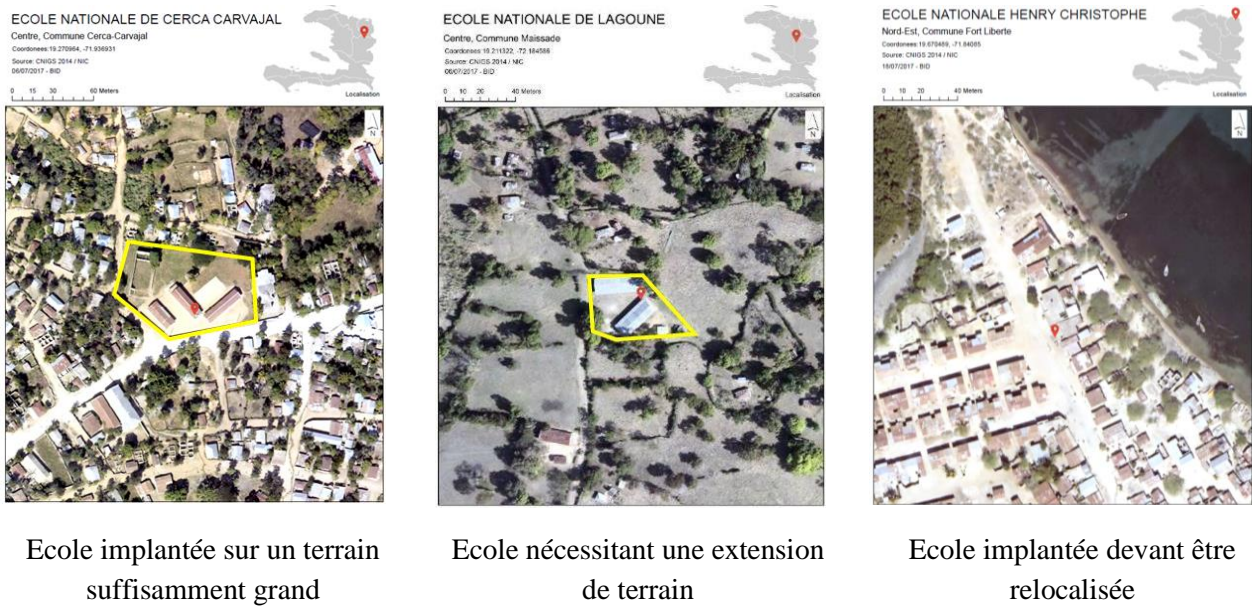 ECOLE NATIONALE DE CERCA CARVAJAL
Centre, Commune Cerca-Carvajal
Coordonees:19.270964, -71.936931
Source: CNIGS 2014 / NIC
06/07/2017 - BID
0 15 30 60 Meters
Localisation
N
Ecole implantée sur un terrain
suffisamment grand
ECOLE NATIONALE DE LAGOUNE
Centre, Commune Maissade
Coordonees:19.211322, -72.184586
Source: CNIGS 2014 / NIC
06/07/2017 - BID
0 10 20 40 Meters
Localisation
N
Ecole nécessitant une extension
de terrain
ECOLE NATIONALE HENRY CHRISTOPHE
Nord-Est, Commune Fort Liberte
Coordonees:19.670489, -71.84065
Source: CNIGS 2014 / NIC
18/07/2017 - BID
0 10 20 40 Meters
Localisation
N
Ecole implantée devant être
relocalisée